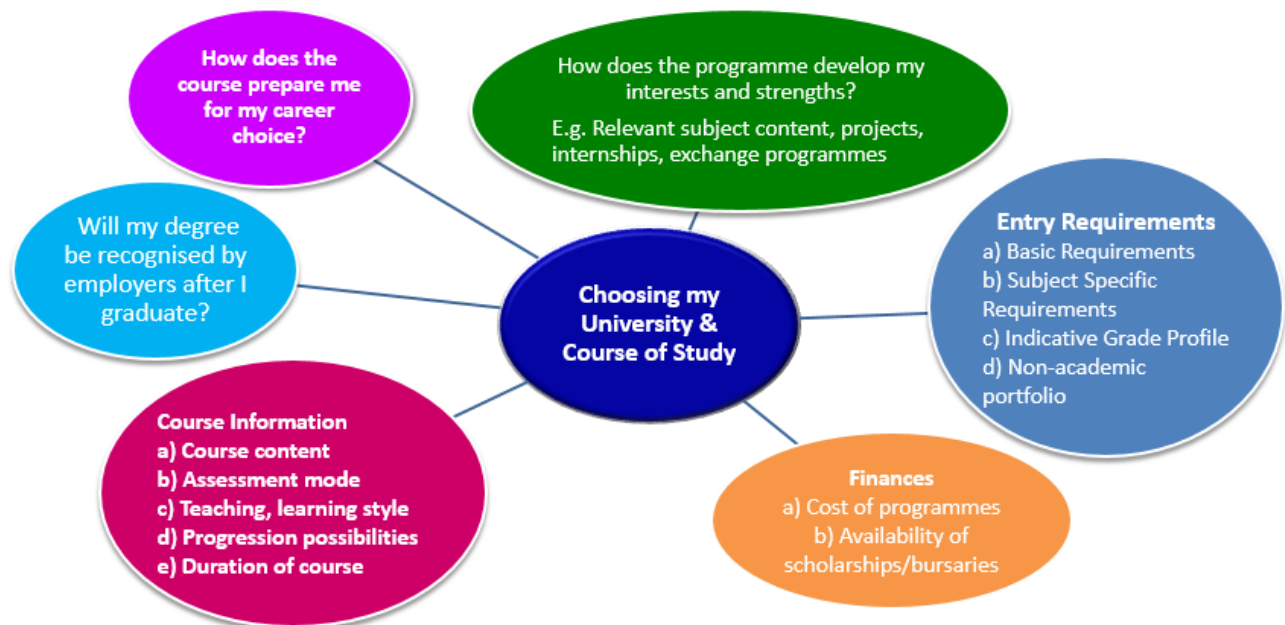 How does the
course prepare me
for my career
choice?
How does the programme develop my
interests and strengths?
E.g. Relevant subject content, projects,
internships, exchange programmes
Will my degree
be recognised by
employers after I
graduate?
Choosing my
University &
Course of Study
Entry Requirements
a) Basic Requirements
b) Subject Specific
Requirements
c) Indicative Grade Profile
d) Non-academic
portfolio
Course Information
a) Course content
b) Assessment mode
c) Teaching, learning style
d) Progression possibilities
e) Duration of course
Finances
a) Cost of programmes
b) Availability of
scholarships/bursaries